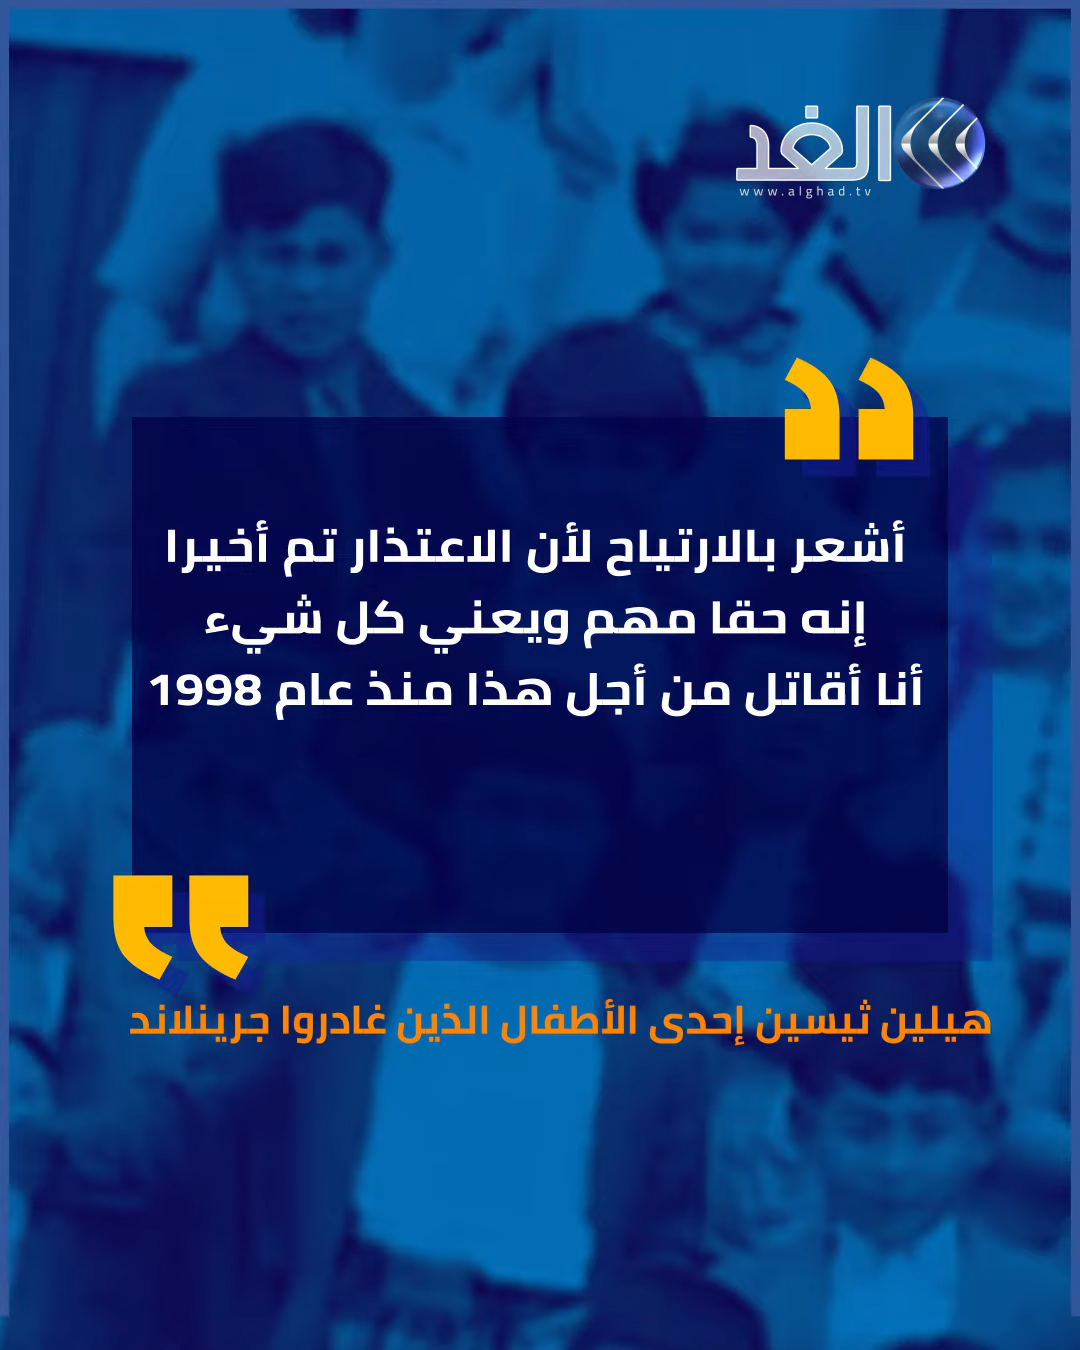 الغد
www.alghad.tv
أشعر بالارتياح لأن الاعتذار تم أخيرا
إنه حقا مهم ويعني كل شيء
أنا أقاتل من أجل هذا منذ عام 1998
هيلين ثيسين إحدى الأطفال الذين غادروا جرينلاند